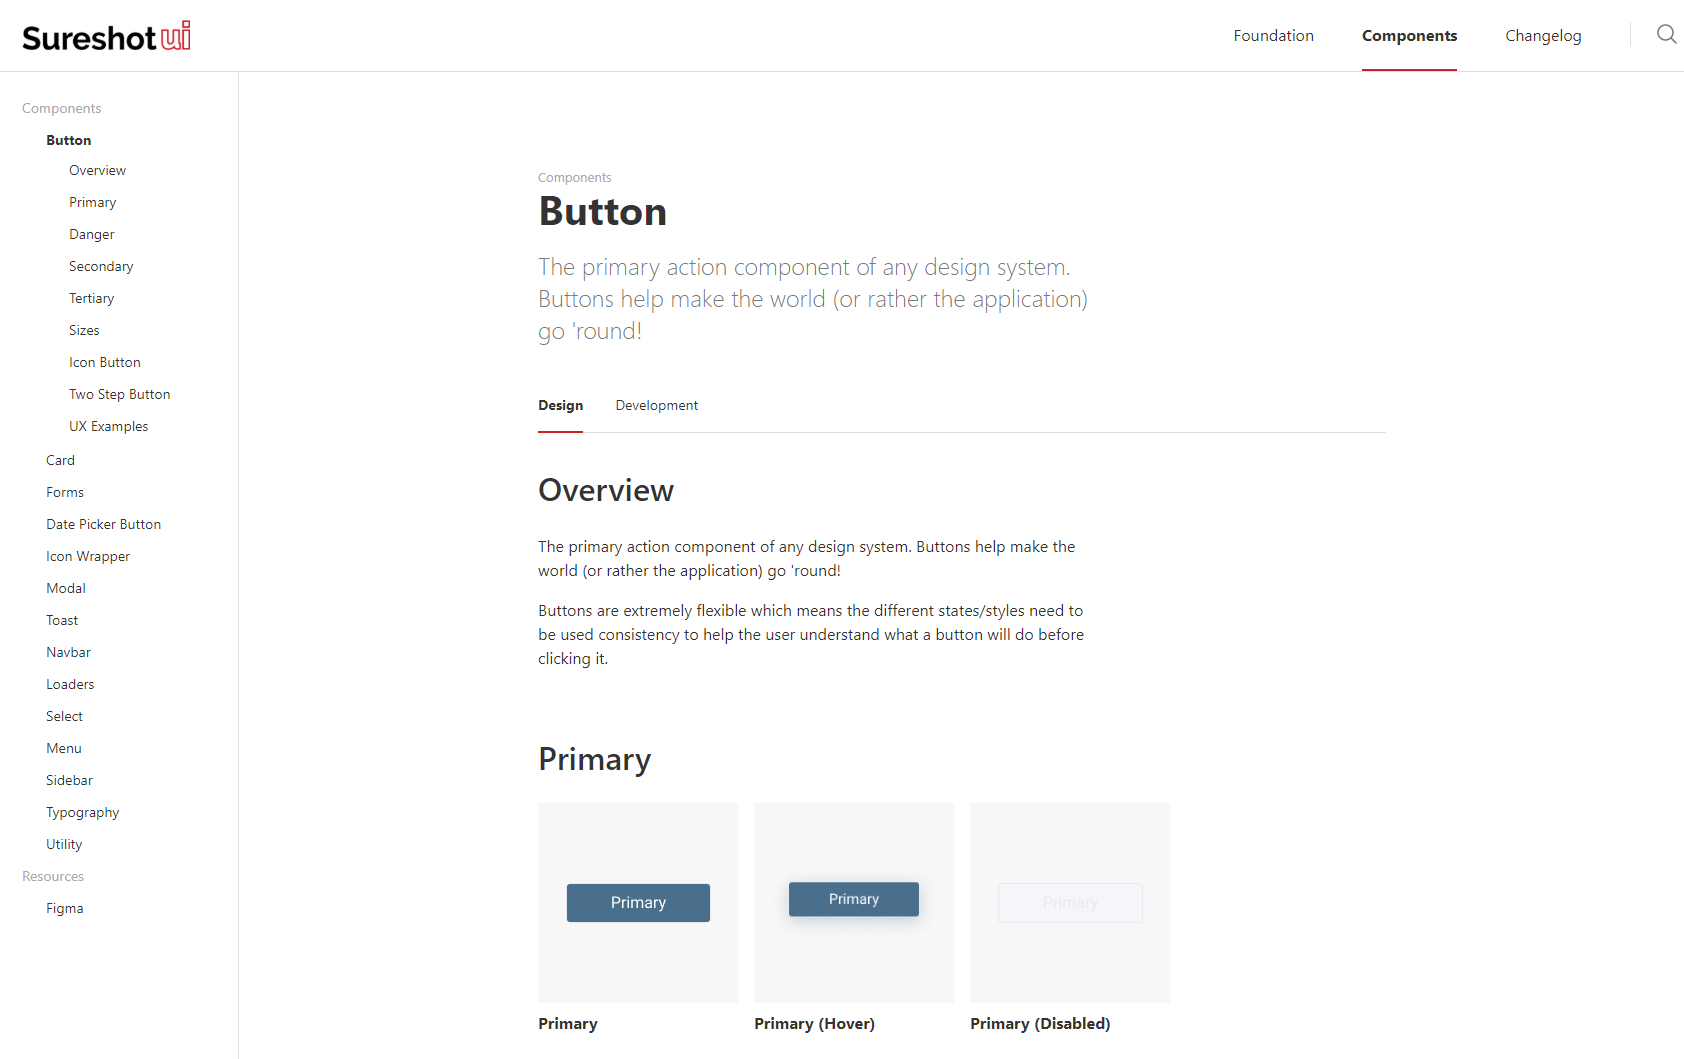 Sureshot ui
Foundation
Components
Changelog
Components
Button
Overview
Primary
Danger
Secondary
Tertiary
Sizes
Icon Button
Two Step Button
UX Examples
Card
Forms
Date Picker Button
Icon Wrapper
Modal
Toast
Navbar
Loaders
Select
Menu
Sidebar
Typography
Utility
Resources
Figma
Components
Button
The primary action component of any design system.
Buttons help make the world (or rather the application)
go 'round!
Design
Development
Overview
The primary action component of any design system. Buttons help make the
world (or rather the application) go 'round!
Buttons are extremely flexible which means the different states/styles need to
be used consistency to help the user understand what a button will do before
clicking it.
Primary
Primary
Primary
Primary
Primary
Primary (Hover)
Primary (Disabled)